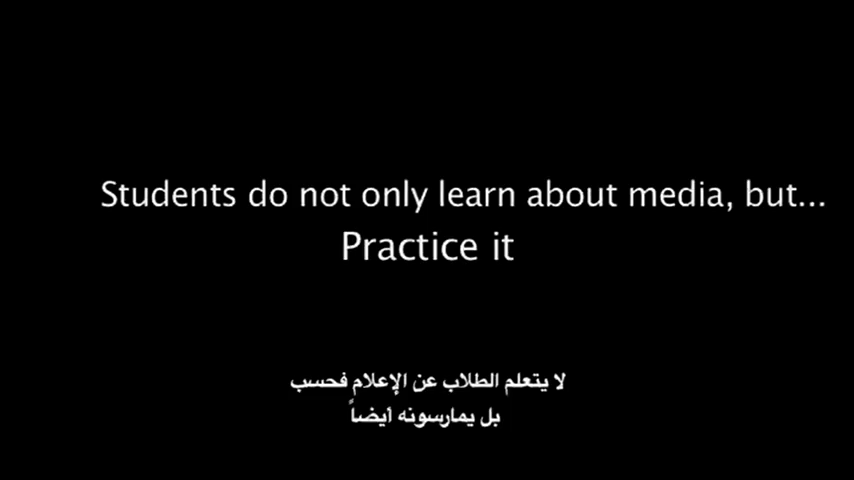 Students do not only learn about media, but...
Practice it
لا يتعلم الطلاب عن الإعلام فحسب
بل يمارسونه أيضاً